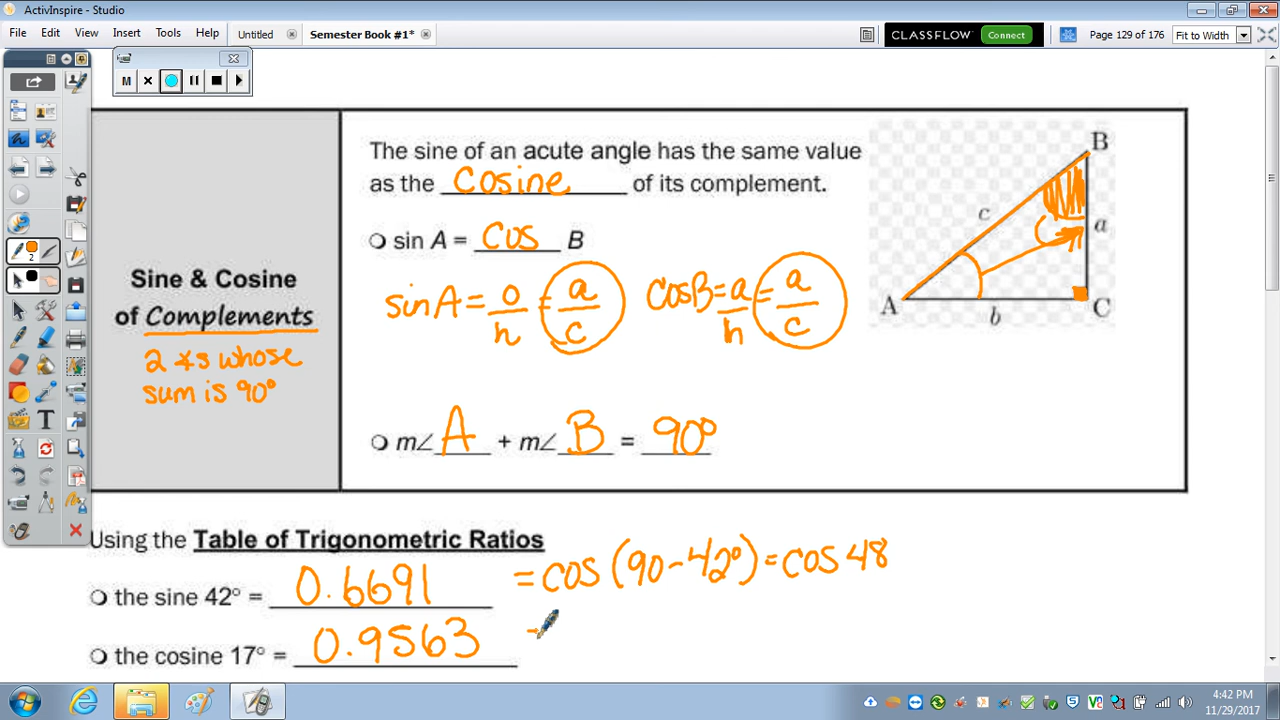 ActivInspire - Studio
File Edit View Insert Tools Help Untitled Semester Book #1* CLASSFLOW Connect Page 129 of 176 Fit to Width
M
2
B
The sine of an acute angle has the same value
as the cosine of its complement.
c
a
sin A = cos B
Sine & Cosine
of Complements
sinA = o/h = a/c cosB = a/h = a/c
A
b
C
2 ∡s whose
sum is 90°
m∠ A + m∠ B = 90°
Using the Table of Trigonometric Ratios
the sine 42° = 0.6691 = cos (90-42°) = cos 48
the cosine 17° = 0.9563
4:42 PM
11/29/2017